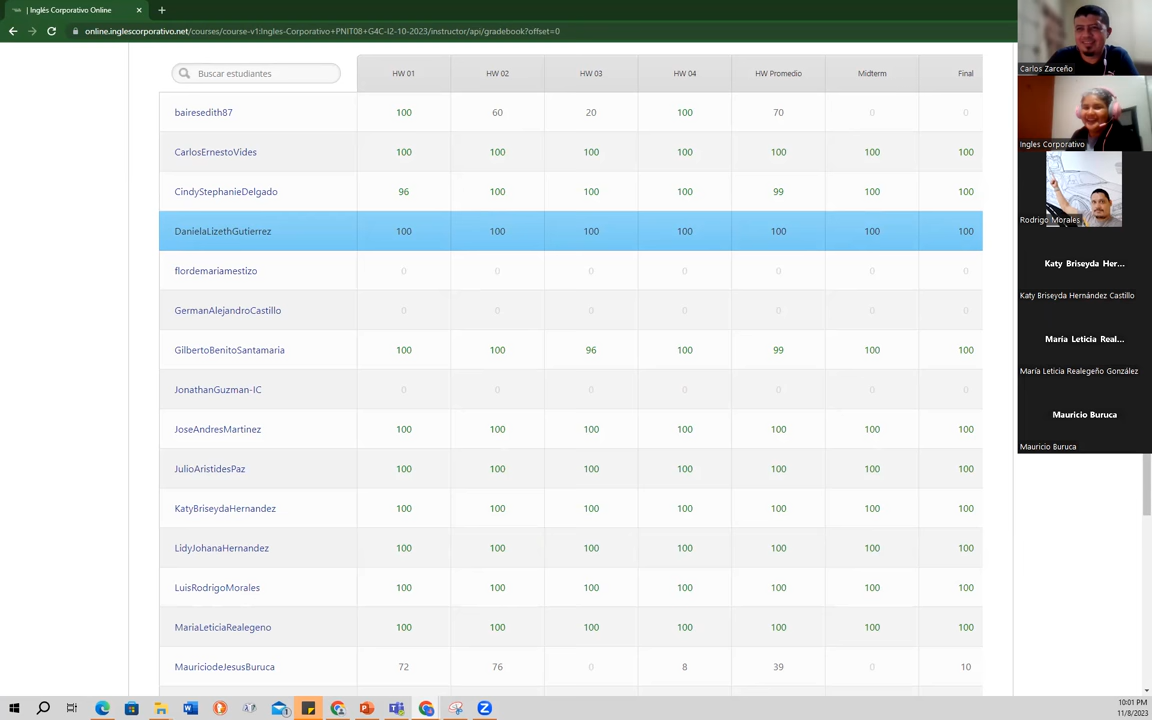 | Inglés Corporativo Online
online.inglescorporativo.net/courses/course-v1:Ingles-Corporativo+PNIT08+G4C-I2-10-2023/instructor/api/gradebook?offset=0
Buscar estudiantes HW 01 HW 02 HW 03 HW 04 HW Promedio Midterm Final
bairesedith87 100 60 20 100 70 0 0
CarlosErnestoVides 100 100 100 100 100 100 100
CindyStephanieDelgado 96 100 100 100 99 100 100
DanielaLizethGutierrez 100 100 100 100 100 100 100
flordemariamestizo 0 0 0 0 0 0 0
GermanAlejandroCastillo 0 0 0 0 0 0 0
GilbertoBenitoSantamaria 100 100 96 100 99 100 100
JonathanGuzman-IC 0 0 0 0 0 0 0
JoseAndresMartinez 100 100 100 100 100 100 100
JulioAristidesPaz 100 100 100 100 100 100 100
KatyBriseydaHernandez 100 100 100 100 100 100 100
LidyJohanaHernandez 100 100 100 100 100 100 100
LuisRodrigoMorales 100 100 100 100 100 100 100
MariaLeticiaRealegeno 100 100 100 100 100 100 100
MauriciodeJesusBuruca 72 76 0 8 39 0 10
Carlos Zarceño
Ingles Corporativo
Rodrigo Morales
Katy Briseyda Her...
Katy Briseyda Hernández Castillo
María Leticia Real...
María Leticia Realegeño González
Mauricio Buruca
Mauricio Buruca
10:01 PM
11/8/2023